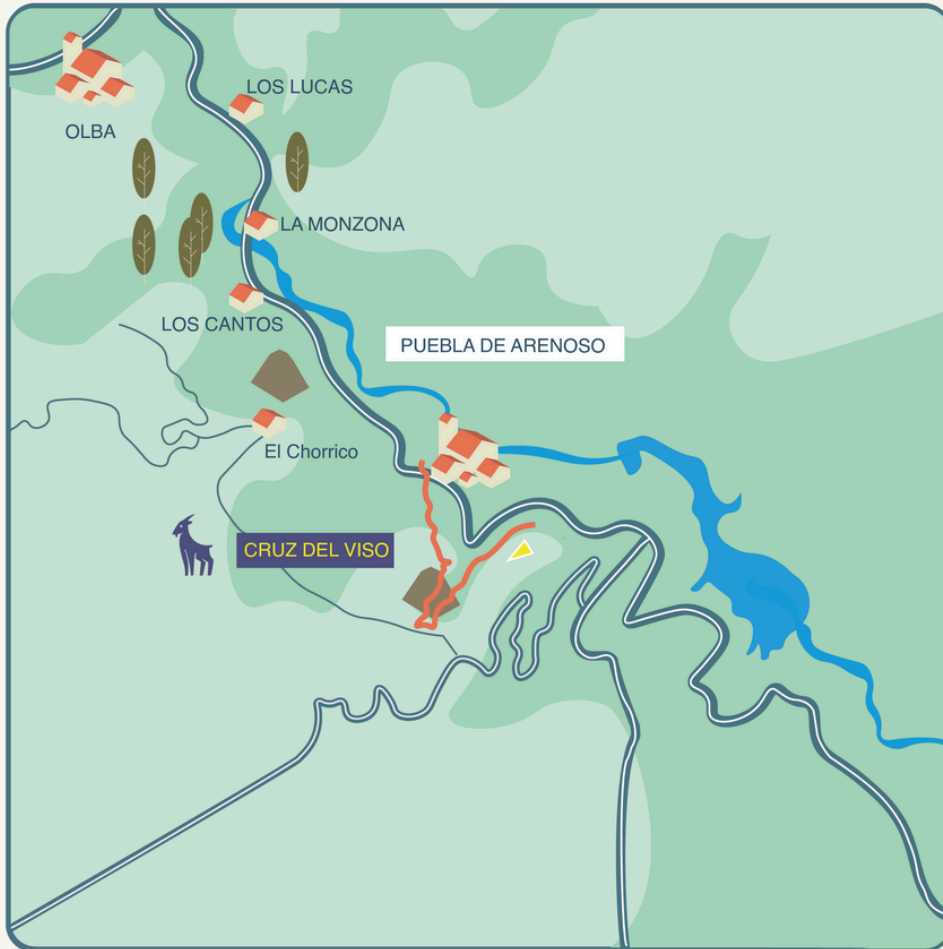 LOS LUCAS
OLBA
LA MONZONA
LOS CANTOS
PUEBLA DE ARENOSO
El Chorrico
CRUZ DEL VISO